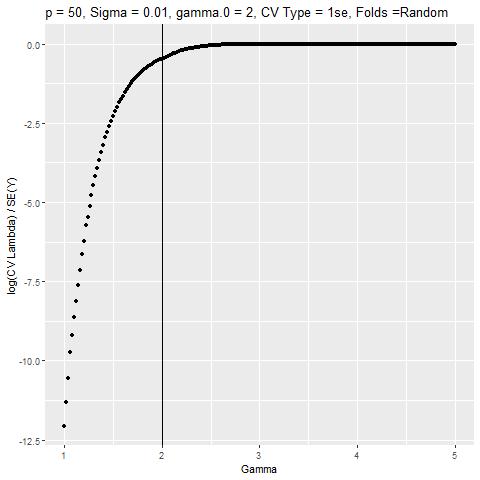 p = 50, Sigma = 0.01, gamma.0 = 2, CV Type = 1se, Folds =Random
0.0
-2.5
-5.0
-7.5
-10.0
-12.5
log(CV Lambda) / SE(Y)
1 2 3 4 5
Gamma